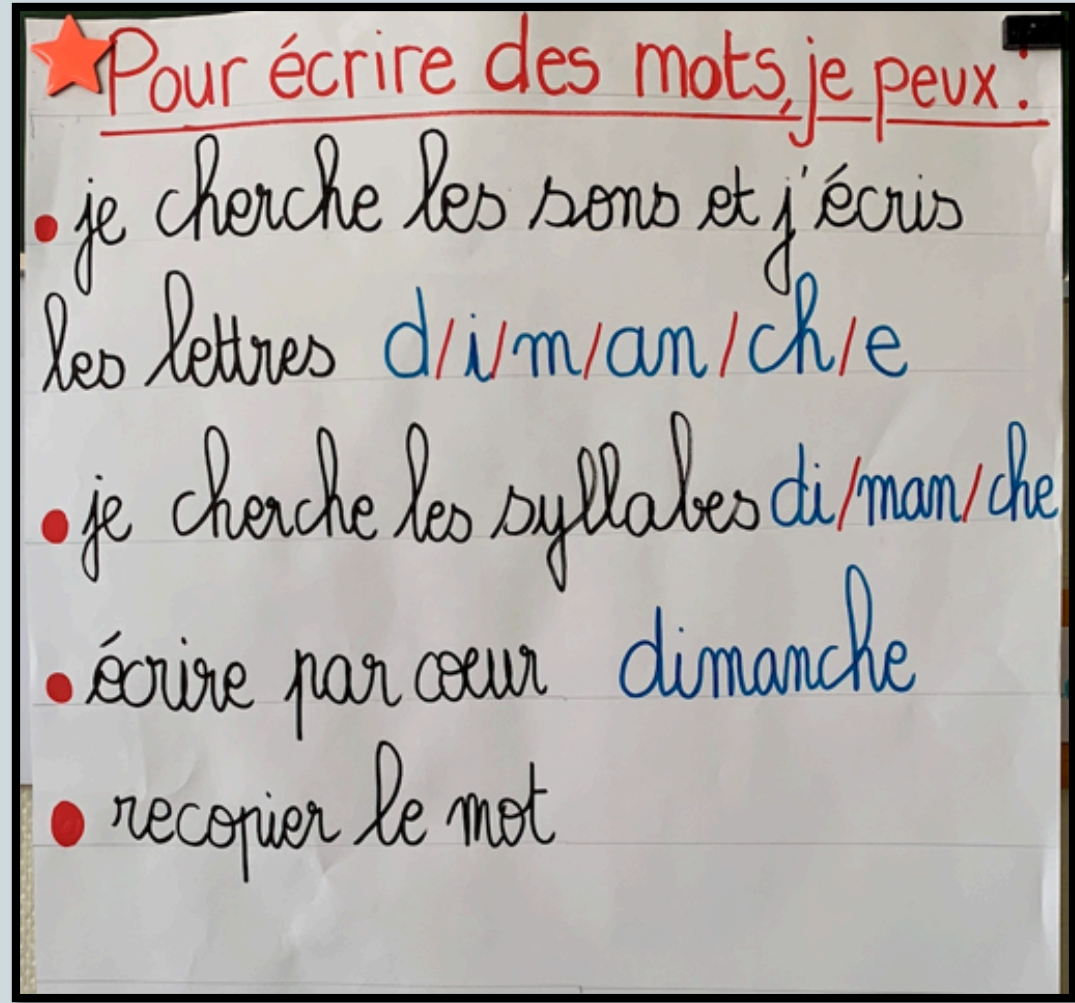 Pour écrire des mots, je peux :
• je cherche les sons et j'écris
les lettres d/i/m/an/ch/e
• je cherche les syllabes di/man/che
• écrire par cœur dimanche
• recopier le mot